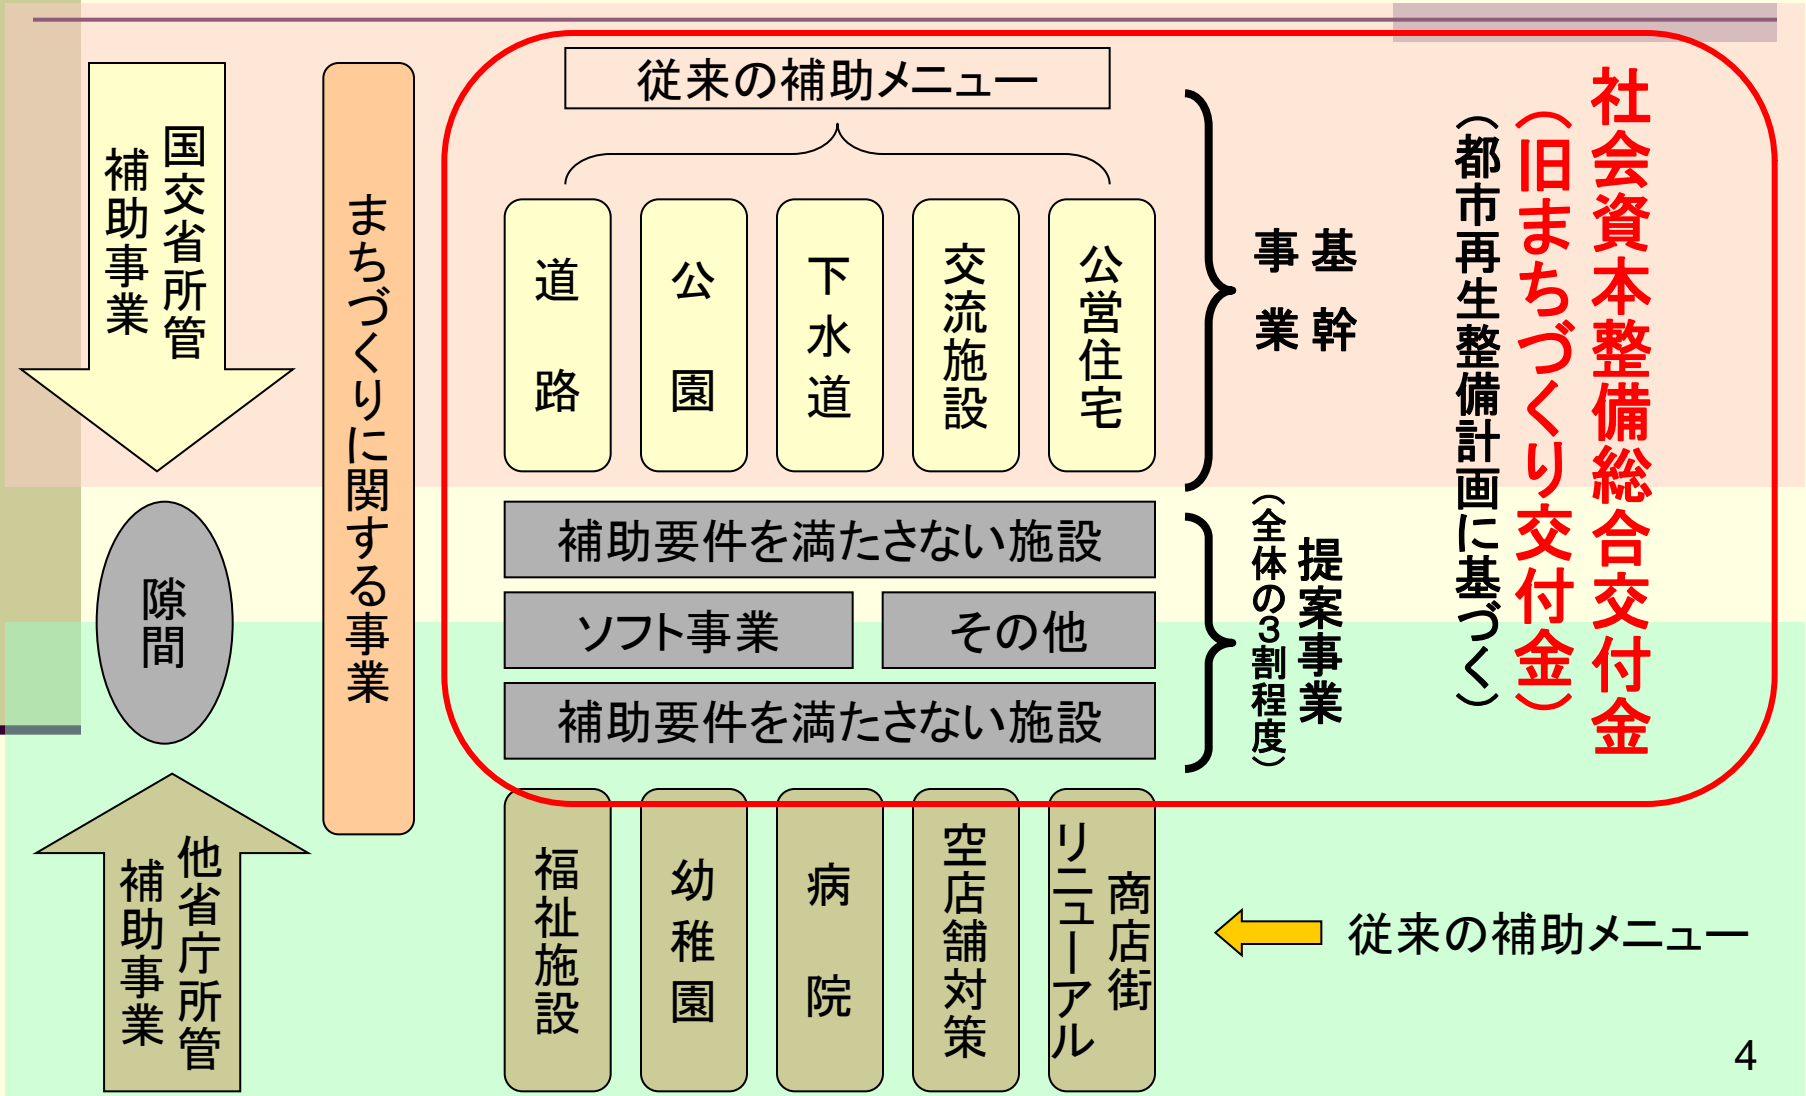 従来の補助メニュー
国交省所管
補助事業
まちづくりに関する事業
道路
公園
下水道
交流施設
公営住宅
基幹
事業
社会資本整備総合交付金
（旧まちづくり交付金）
（都市再生整備計画に基づく）
隙間
補助要件を満たさない施設
ソフト事業
その他
補助要件を満たさない施設
提案事業
（全体の３割程度）
他省庁所管
補助事業
福祉施設
幼稚園
病院
空店舗対策
商店街
リニューアル
従来の補助メニュー
4